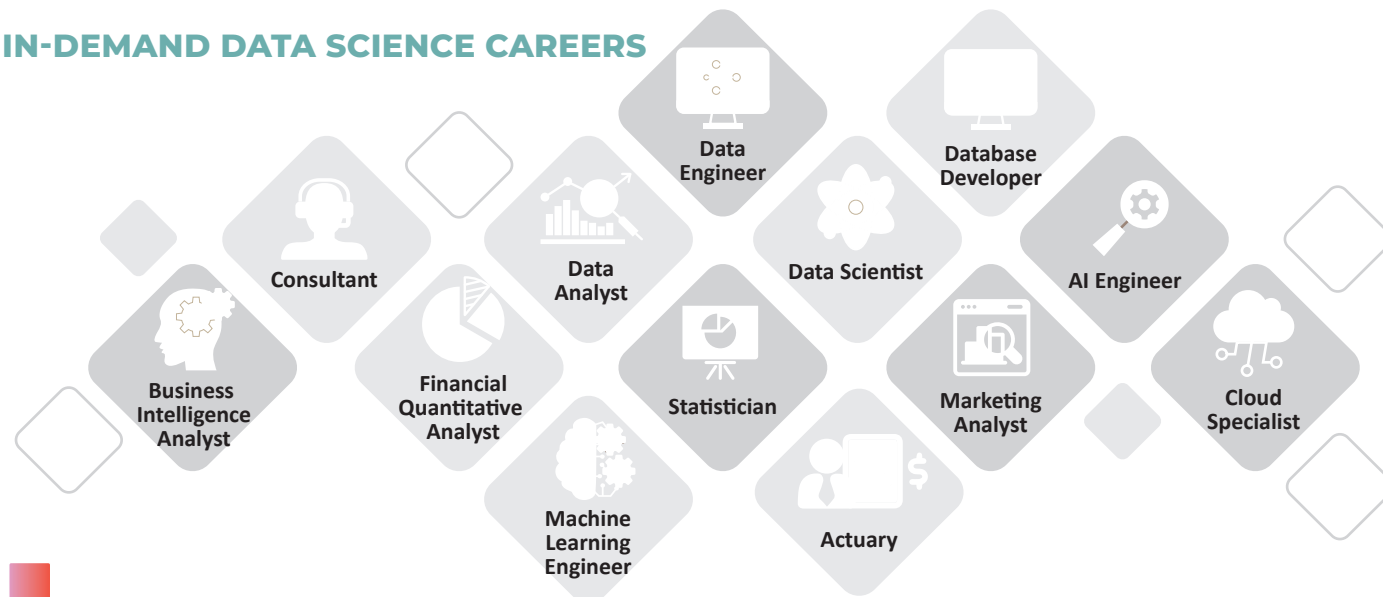 IN-DEMAND DATA SCIENCE CAREERS
Data
Engineer
Database
Developer
Consultant
Data
Analyst
Data Scientist
AI Engineer
Business
Intelligence
Analyst
Financial
Quantitative
Analyst
Statistician
Marketing
Analyst
Cloud
Specialist
Machine
Learning
Engineer
Actuary
$